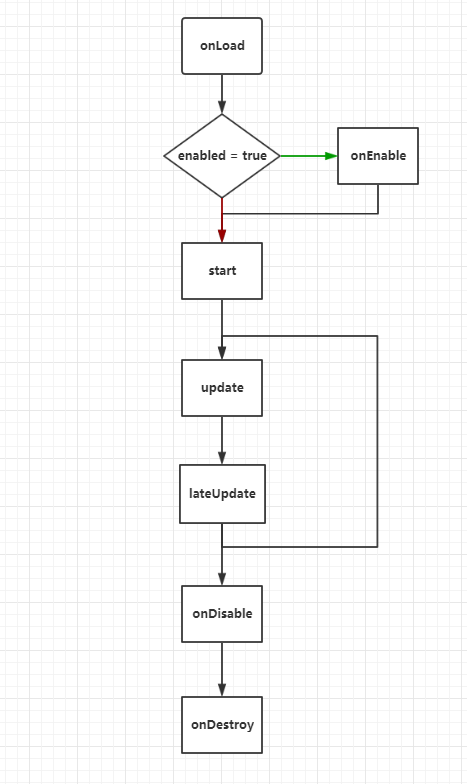 onLoad
enabled = true
onEnable
start
update
lateUpdate
onDisable
onDestroy